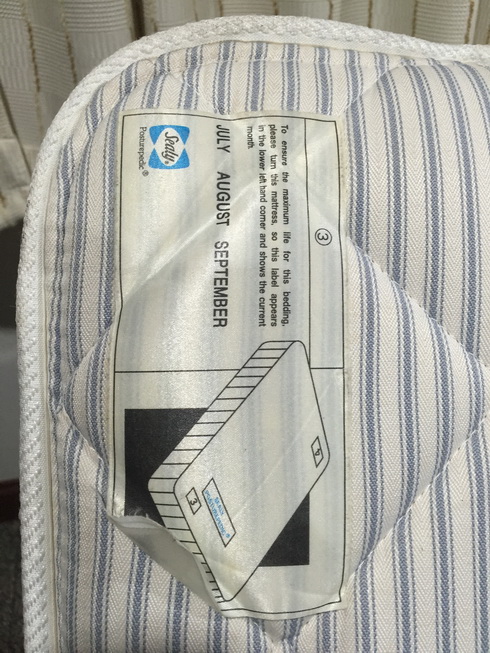 ③
To ensure the maximum life for this bedding,
please turn this mattress, so this label appears
in the lower left hand corner and shows the current
month
JULY AUGUST SEPTEMBER
Sealy®
Posturepedic®
3